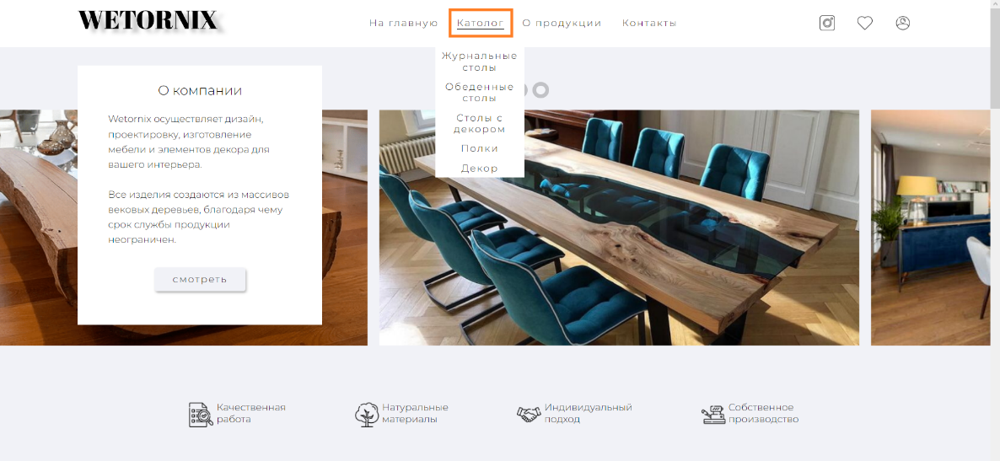 WETORNIX
На главную
Католог
О продукции
Контакты
Журнальные
столы
Обеденные
столы
Столы с
декором
Полки
Декор
О компании
Wetornix осуществляет дизайн,
проектировку, изготовление
мебели и элементов декора для
вашего интерьера.
Все изделия создаются из массивов
вековых деревьев, благодаря чему
срок службы продукции
неограничен.
смотреть
Качественная
работа
Натуральные
материалы
Индивидуальный
подход
Собственное
производство